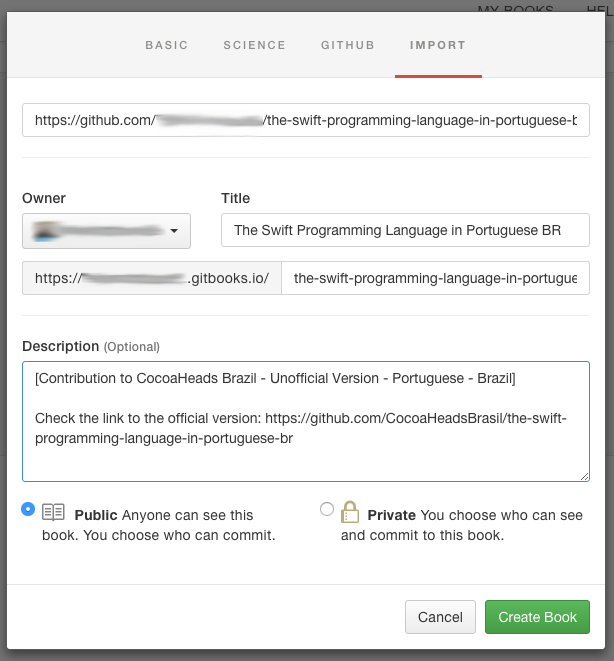 MY BOOKS HEL
BASIC SCIENCE GITHUB IMPORT
https://github.com/ /the-swift-programming-language-in-portuguese-b
Owner Title
The Swift Programming Language in Portuguese BR
https:// .gitbooks.io/ the-swift-programming-language-in-portugue
Description (Optional)
[Contribution to CocoaHeads Brazil - Unofficial Version - Portuguese - Brazil]
Check the link to the official version: https://github.com/CocoaHeadsBrasil/the-swift-
programming-language-in-portuguese-br
Public Anyone can see this
book. You choose who can commit.
Private You choose who can see
and commit to this book.
Cancel Create Book